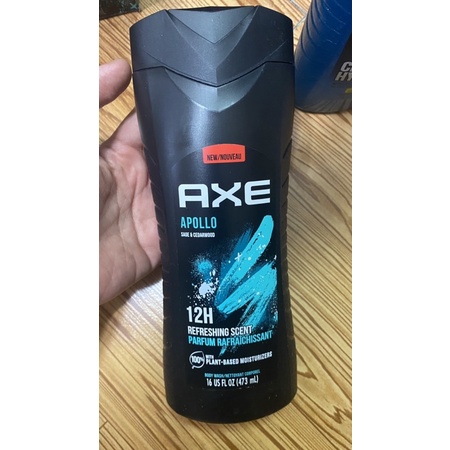 NEW/NOUVEAU
AXE
APOLLO
SAGE & CEDARWOOD
12H
REFRESHING SCENT
PARFUM RAFRAÎCHISSANT
100% WITH PLANT-BASED MOISTURIZERS
BODY WASH/NETTOYANT CORPOREL
16 US FL OZ (473 mL)